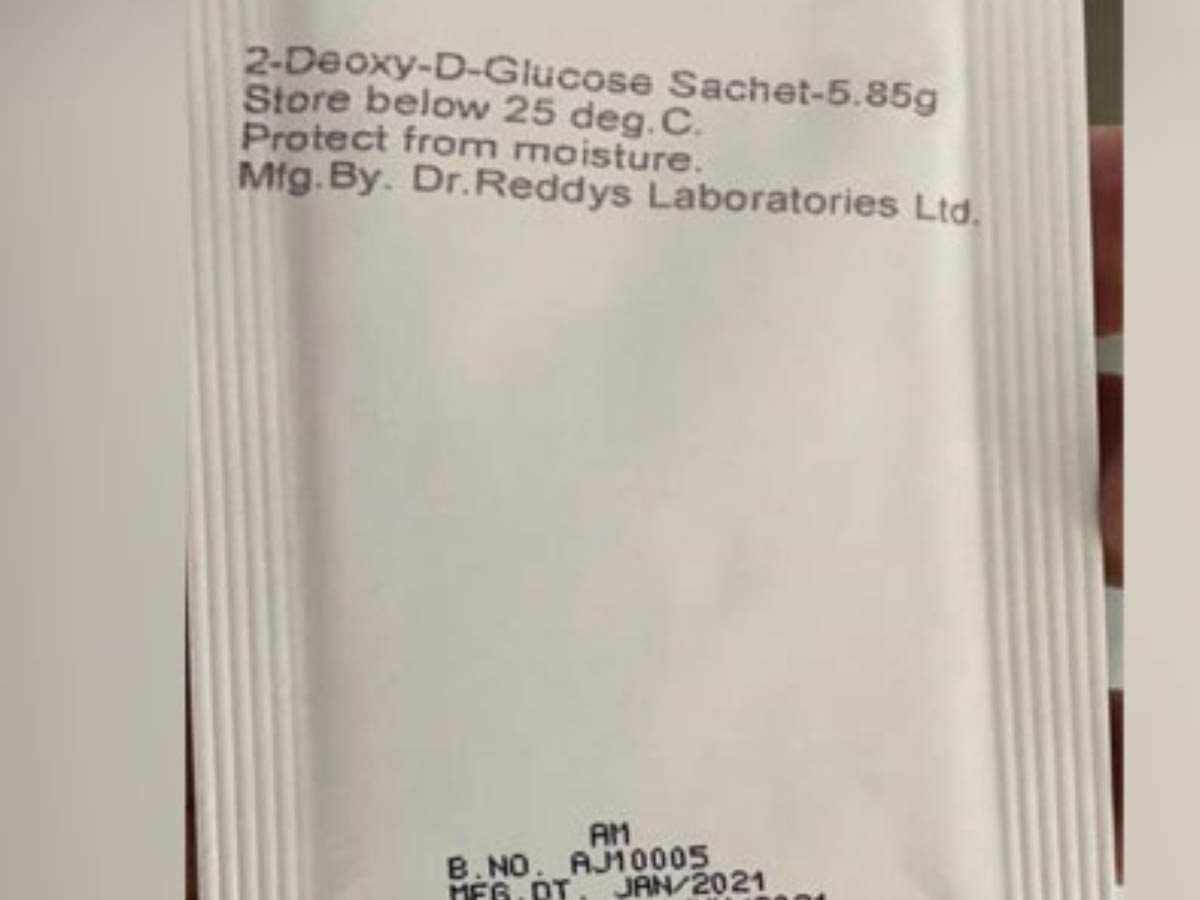 2-Deoxy-D-Glucose Sachet-5.85g
Store below 25 deg.C.
Protect from moisture.
Mfg.By. Dr.Reddys Laboratories Ltd.
AM
B.NO. AJM10005
MFG.DT. JAN/2021